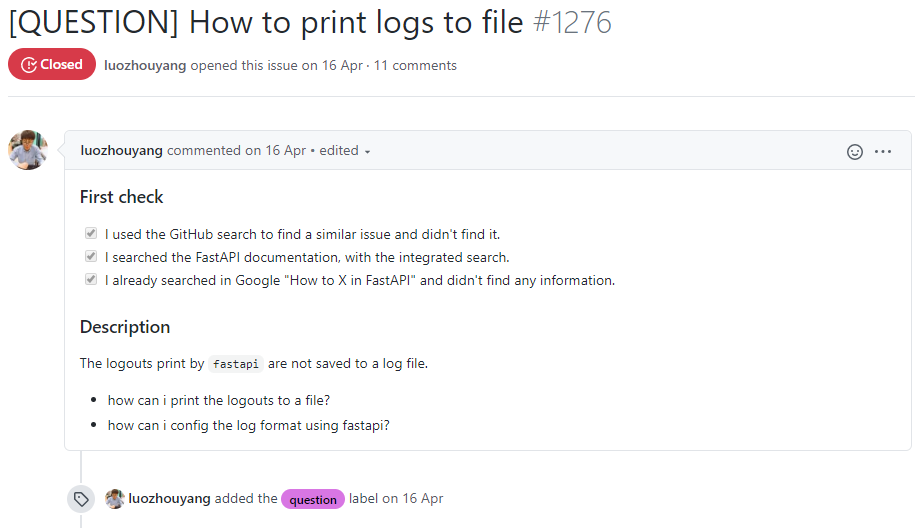 [QUESTION] How to print logs to file #1276
Closed luozhouyang opened this issue on 16 Apr · 11 comments
luozhouyang commented on 16 Apr • edited
First check
I used the GitHub search to find a similar issue and didn't find it.
I searched the FastAPI documentation, with the integrated search.
I already searched in Google "How to X in FastAPI" and didn't find any information.
Description
The logouts print by fastapi are not saved to a log file.
• how can i print the logouts to a file?
• how can i config the log format using fastapi?
luozhouyang added the question label on 16 Apr